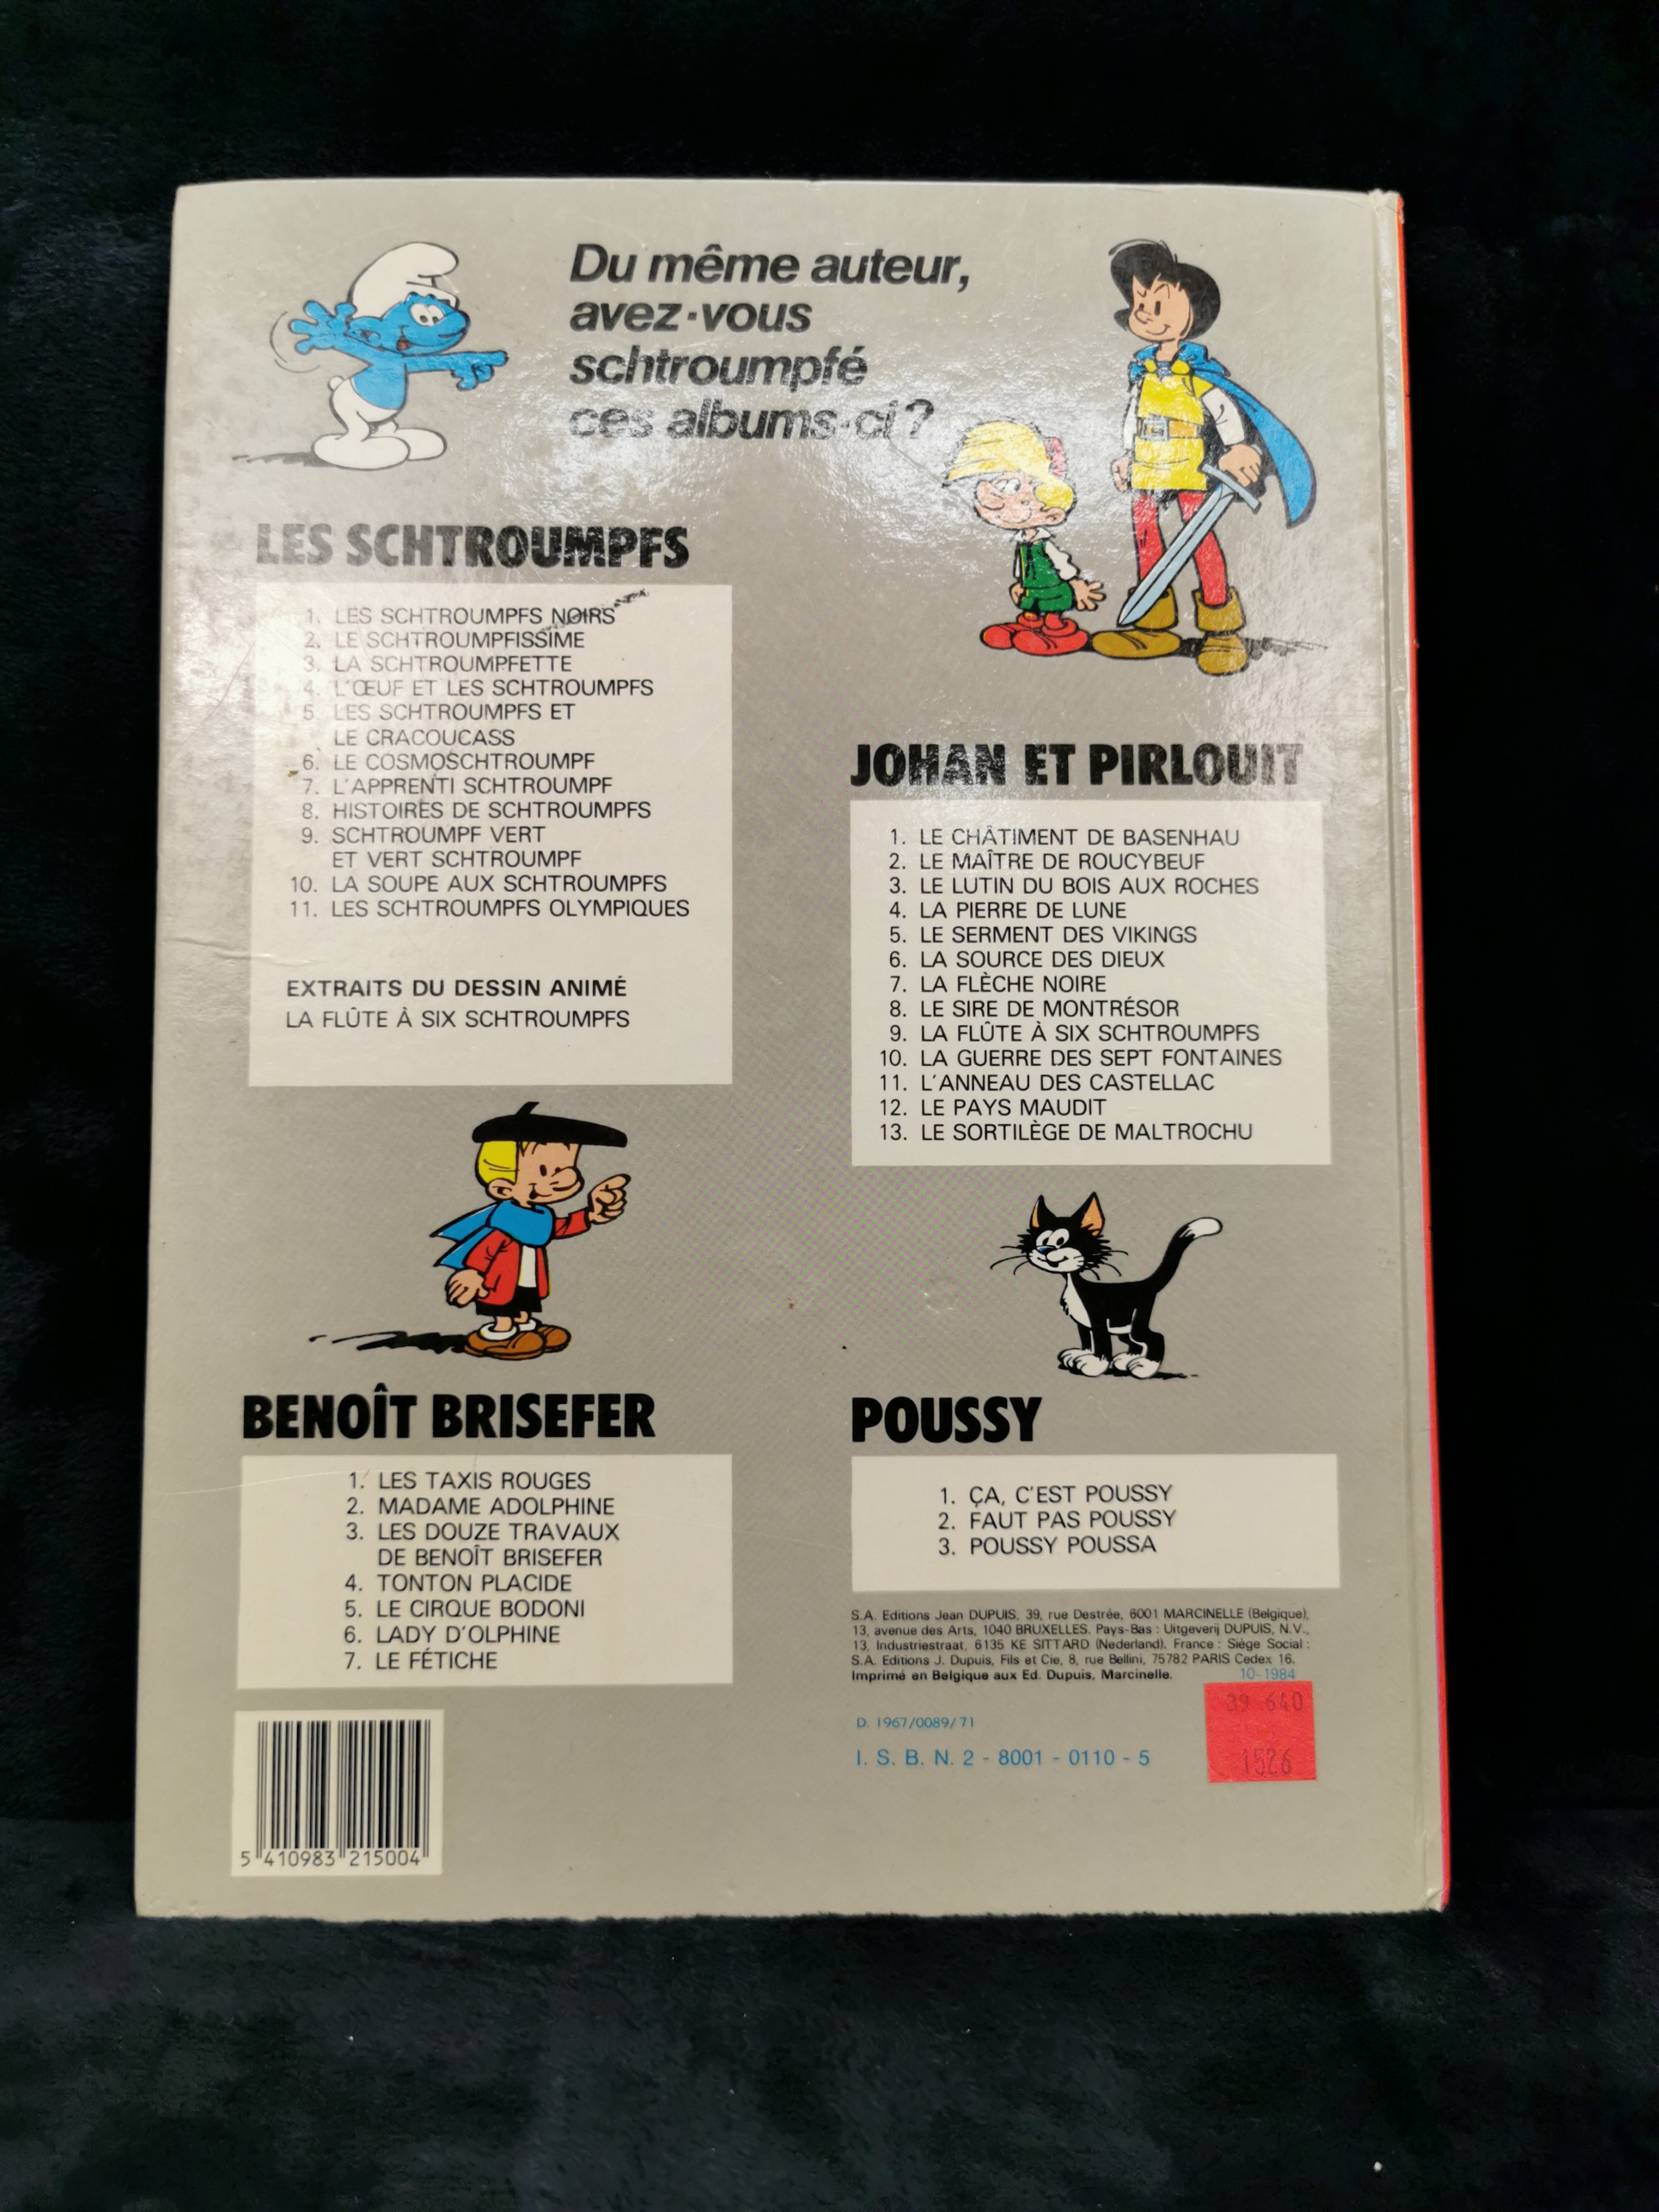 Du même auteur,
avez-vous
schtroumpfé
ces albums-ci ?
LES SCHTROUMPFS
1. LES SCHTROUMPFS NOIRS
2. LE SCHTROUMPFISSIME
3. LA SCHTROUMPFETTE
4. L'ŒUF ET LES SCHTROUMPFS
5. LES SCHTROUMPFS ET
LE CRACOUCASS
6. LE COSMOSCHTROUMPF
7. L'APPRENTI SCHTROUMPF
8. HISTOIRES DE SCHTROUMPFS
9. SCHTROUMPF VERT
ET VERT SCHTROUMPF
10. LA SOUPE AUX SCHTROUMPFS
11. LES SCHTROUMPFS OLYMPIQUES
EXTRAITS DU DESSIN ANIMÉ
LA FLÛTE À SIX SCHTROUMPFS
JOHAN ET PIRLOUIT
1. LE CHÂTIMENT DE BASENHAU
2. LE MAÎTRE DE ROUCYBEUF
3. LE LUTIN DU BOIS AUX ROCHES
4. LA PIERRE DE LUNE
5. LE SERMENT DES VIKINGS
6. LA SOURCE DES DIEUX
7. LA FLÈCHE NOIRE
8. LE SIRE DE MONTRÉSOR
9. LA FLÛTE À SIX SCHTROUMPFS
10. LA GUERRE DES SEPT FONTAINES
11. L'ANNEAU DES CASTELLAC
12. LE PAYS MAUDIT
13. LE SORTILÈGE DE MALTROCHU
BENOÎT BRISEFER
1. LES TAXIS ROUGES
2. MADAME ADOLPHINE
3. LES DOUZE TRAVAUX
DE BENOÎT BRISEFER
4. TONTON PLACIDE
5. LE CIRQUE BODONI
6. LADY D'OLPHINE
7. LE FÉTICHE
POUSSY
1. ÇA, C'EST POUSSY
2. FAUT PAS POUSSY
3. POUSSY POUSSA
S.A. Editions Jean DUPUIS, 39, rue Destrée, 6001 MARCINELLE (Belgique),
13, avenue des Arts, 1040 BRUXELLES. Pays-Bas : Uitgeverij DUPUIS, N.V.,
13, Industriestraat, 6135 KE SITTARD (Nederland). France : Siége Social :
S.A. Editions J. Dupuis, Fils et Cie, 8, rue Bellini, 75782 PARIS Cedex 16.
Imprimé en Belgique aux Ed. Dupuis, Marcinelle. 10-1984
39 640
1526
D. 1967/0089/71
I. S. B. N. 2 - 8001 - 0110 - 5
5 410983 215004